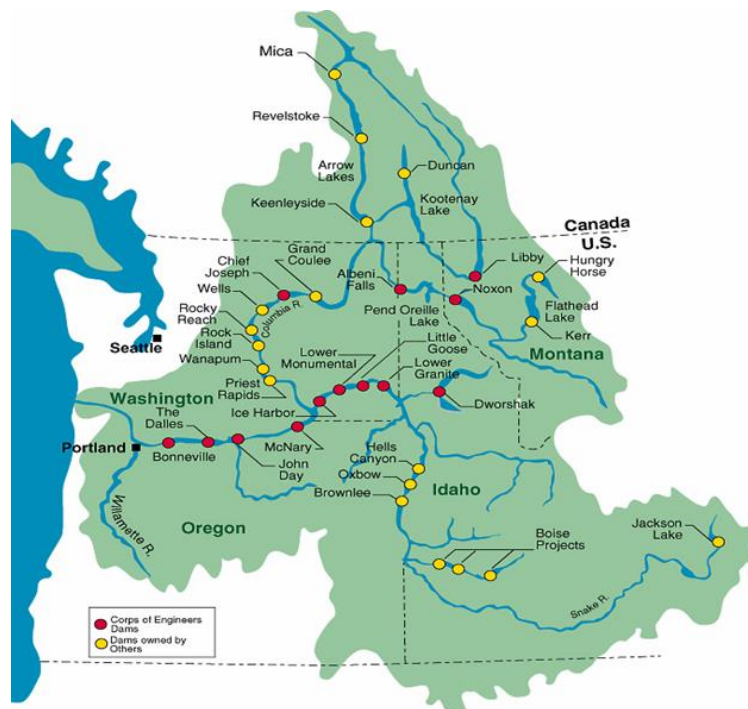 Mica
Revelstoke
Arrow
Lakes
Duncan
Kootenay
Lake
Keenleyside
Canada
U.S.
Grand
Coulee
Chief
Joseph
Albeni
Falls
Libby
Hungry
Horse
Wells
Noxon
Columbia R.
Pend Oreille
Lake
Flathead
Lake
Rocky
Reach
Rock
Island
Kerr
Seattle
Montana
Wanapum
Lower
Monumental
Little
Goose
Lower
Granite
Priest
Rapids
Washington
Ice Harbor
Dworshak
The
Dalles
Portland
Bonneville
McNary
John
Day
Hells
Canyon
Oxbow
Brownlee
Idaho
Willamette R.
Oregon
Boise
Projects
Jackson
Lake
Snake R.
Corps of Engineers
Dams
Dams owned by
Others